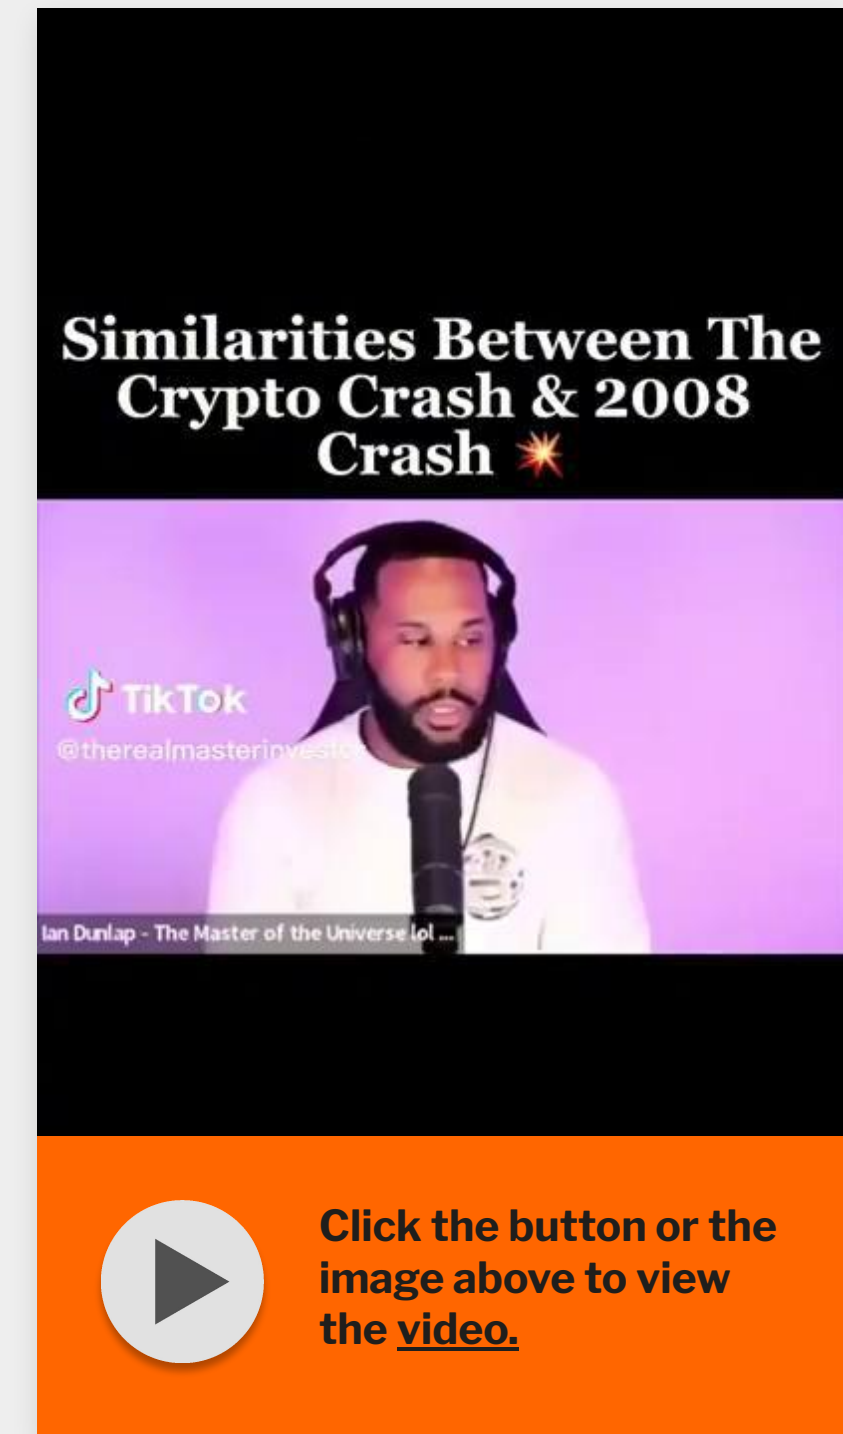 Similarities Between The
Crypto Crash & 2008
Crash 💥
TikTok
@therealmasterinvestor
Ian Dunlap - The Master of the Universe lol ...
Click the button or the
image above to view
the video.